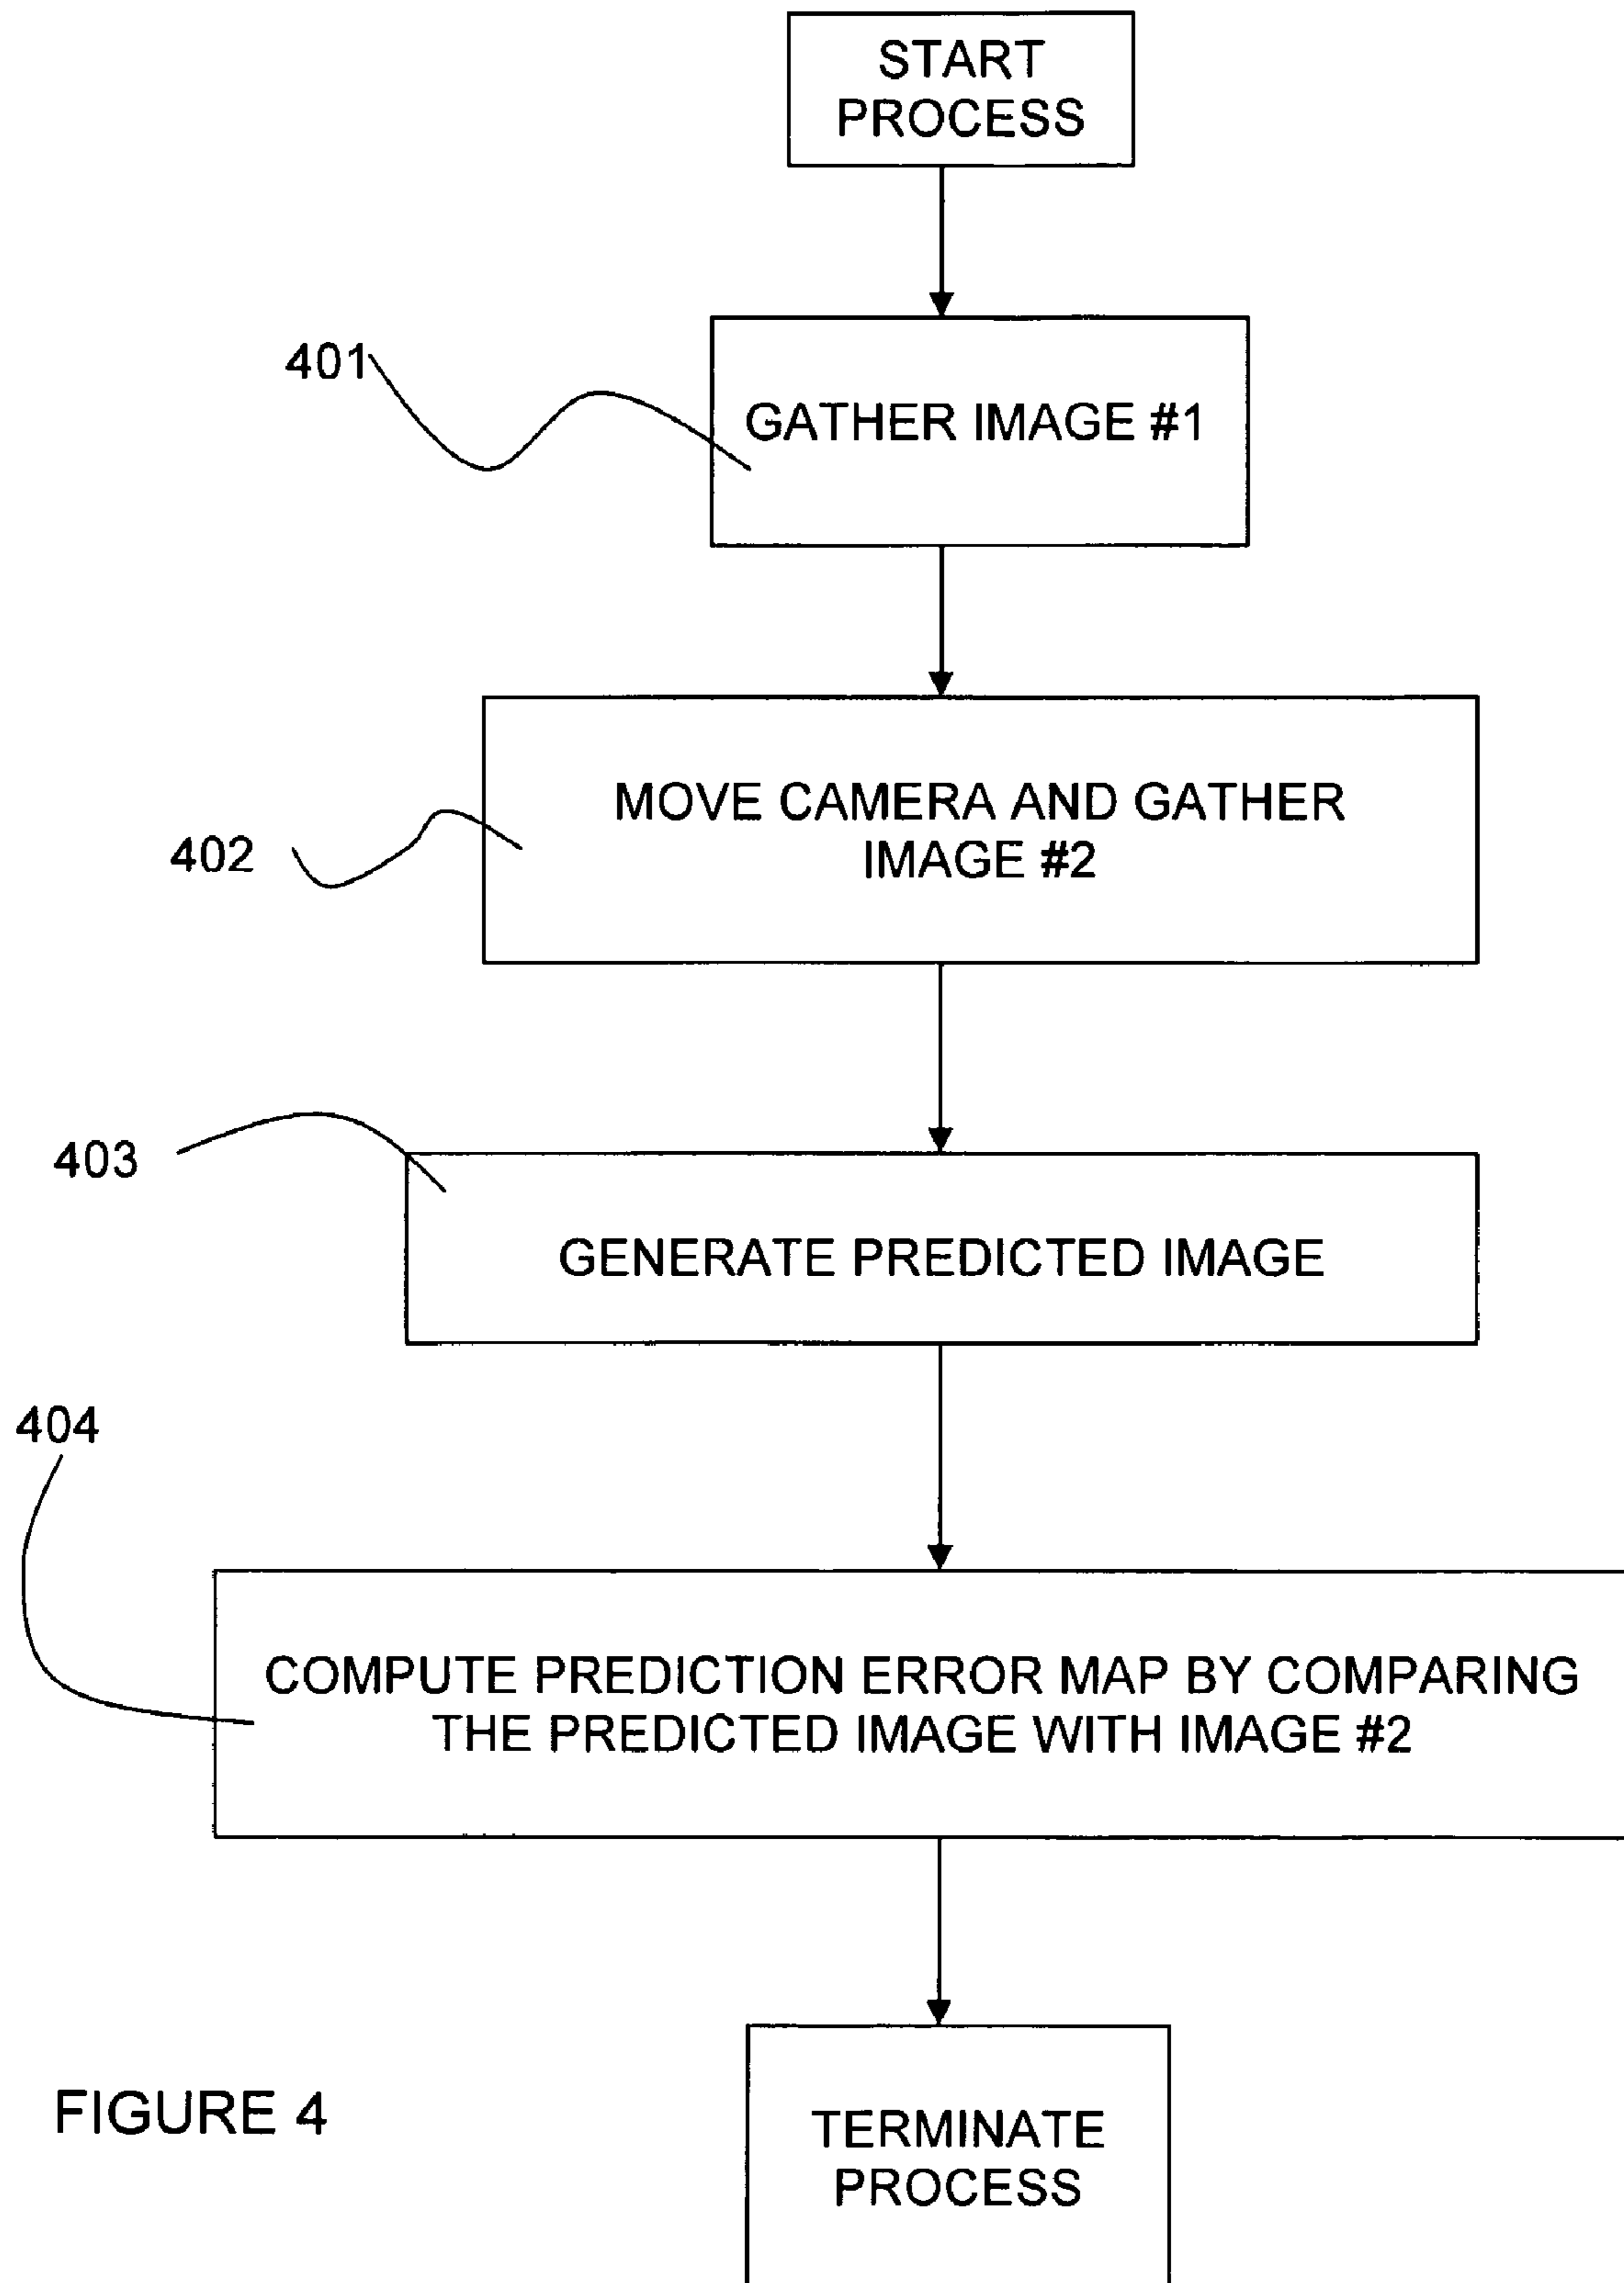 START
PROCESS
401
GATHER IMAGE #1
MOVE CAMERA AND GATHER
IMAGE #2
402
403
GENERATE PREDICTED IMAGE
404
COMPUTE PREDICTION ERROR MAP BY COMPARING
THE PREDICTED IMAGE WITH IMAGE #2
FIGURE 4
TERMINATE
PROCESS